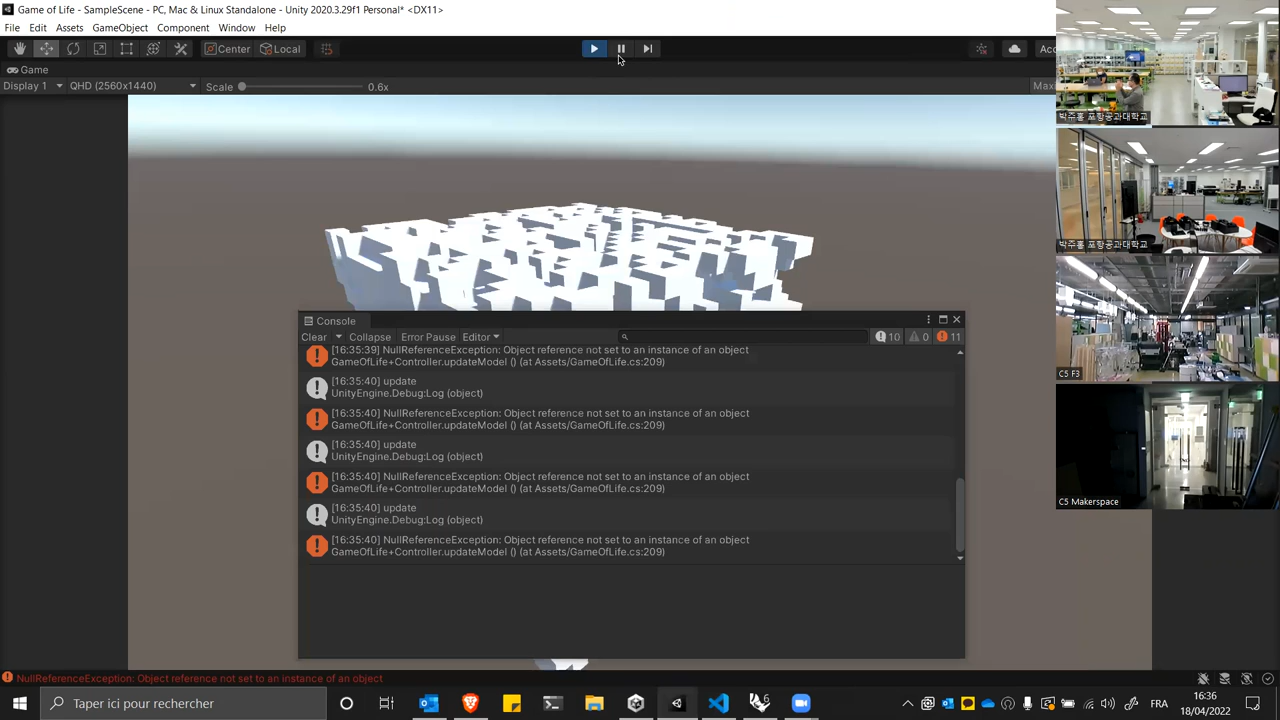 Game of Life - SampleScene - PC, Mac & Linux Standalone - Unity 2020.3.29f1 Personal* <DX11>
File Edit Assets GameObject Component Window Help
Center Local
Game
Display 1 QHD (2560x1440) Scale 0.6x
Console
Clear Collapse Error Pause Editor 10 0 11
[16:35:39] NullReferenceException: Object reference not set to an instance of an object
GameOfLife+Controller.updateModel () (at Assets/GameOfLife.cs:209)
[16:35:40] update
UnityEngine.Debug:Log (object)
[16:35:40] NullReferenceException: Object reference not set to an instance of an object
GameOfLife+Controller.updateModel () (at Assets/GameOfLife.cs:209)
[16:35:40] update
UnityEngine.Debug:Log (object)
[16:35:40] NullReferenceException: Object reference not set to an instance of an object
GameOfLife+Controller.updateModel () (at Assets/GameOfLife.cs:209)
[16:35:40] update
UnityEngine.Debug:Log (object)
[16:35:40] NullReferenceException: Object reference not set to an instance of an object
GameOfLife+Controller.updateModel () (at Assets/GameOfLife.cs:209)
박주홍 포항공과대학교
박주홍 포항공과대학교
C5 F3
C5 Makerspace
NullReferenceException: Object reference not set to an instance of an object
Taper ici pour rechercher
FRA
16:36
18/04/2022